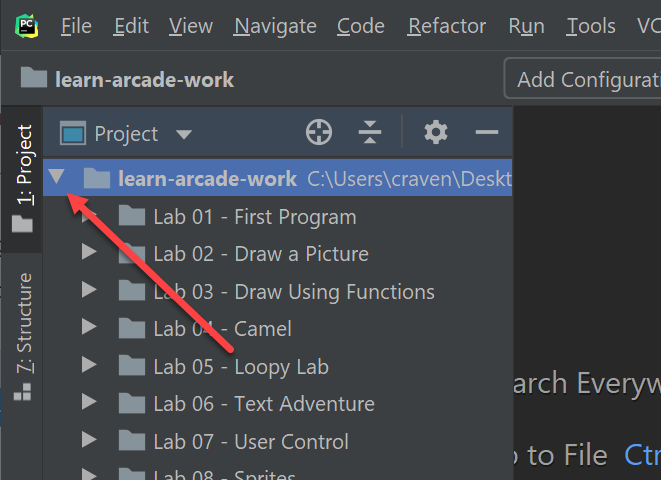 PC File Edit View Navigate Code Refactor Run Tools VC
learn-arcade-work Add Configurat
1: Project
Project
learn-arcade-work C:\Users\craven\Deskt
Lab 01 - First Program
Lab 02 - Draw a Picture
Lab 03 - Draw Using Functions
Lab 04 - Camel
7: Structure
Lab 05 - Loopy Lab
arch Everyw
Lab 06 - Text Adventure
Lab 07 - User Control
to File Ctr
Lab 08 - Sprites